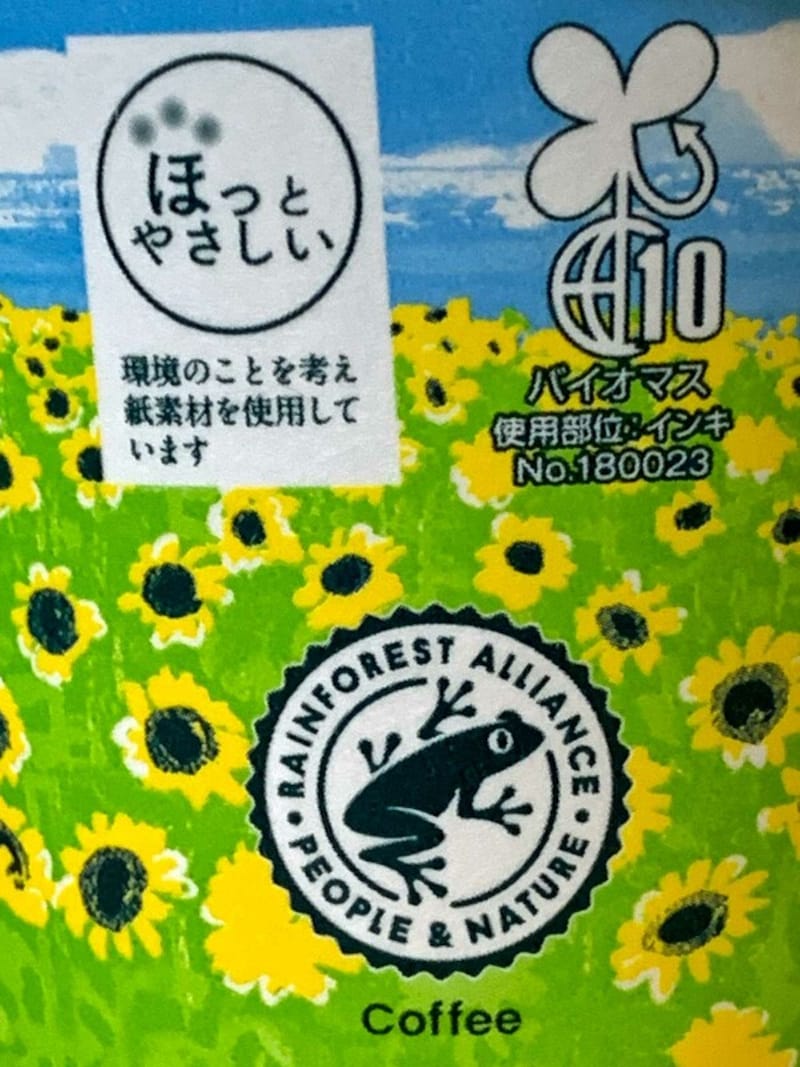 ほっと
やさしい
環境のことを考え
紙素材を使用して
います
10
バイオマス
使用部位:インキ
No.180023
RAINFOREST ALLIANCE
PEOPLE & NATURE
Coffee